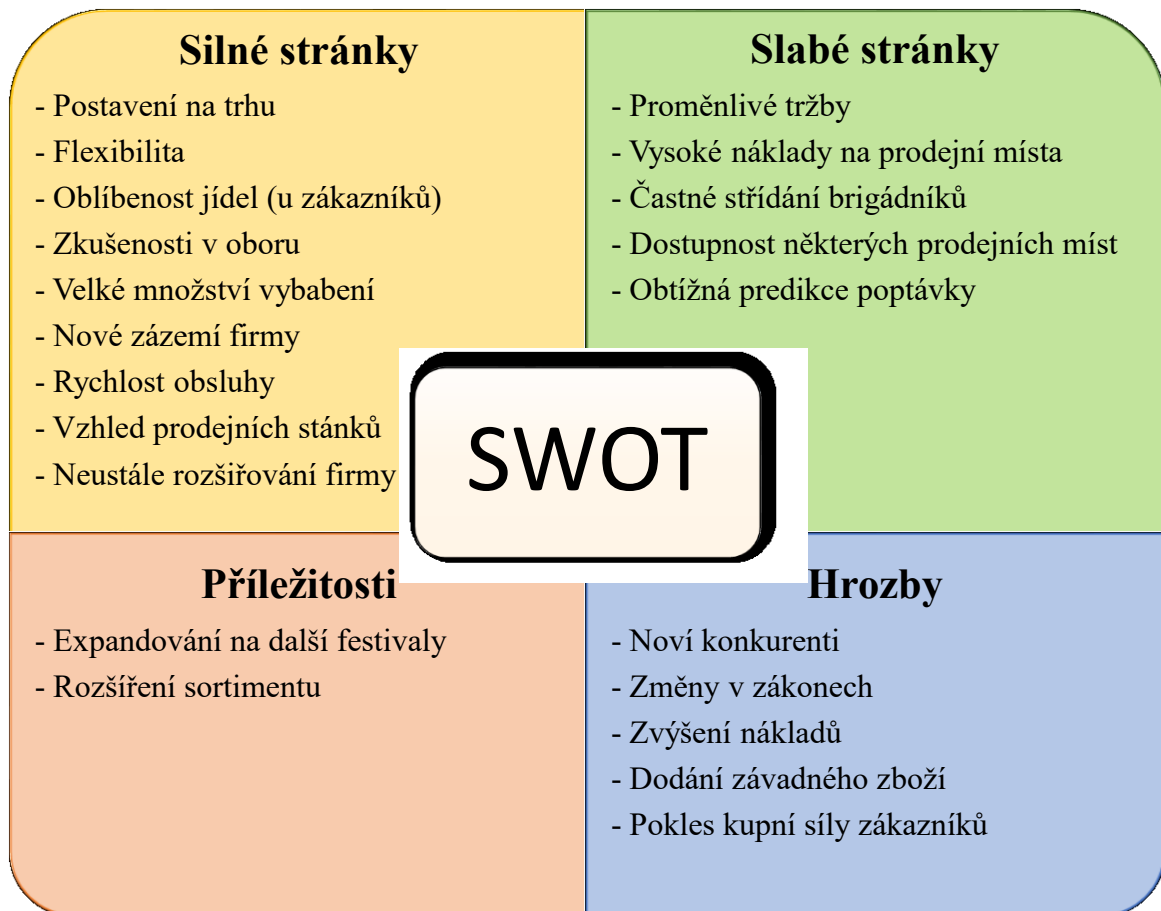 Silné stránky
- Postavení na trhu
- Flexibilita
- Oblíbenost jídel (u zákazníků)
- Zkušenosti v oboru
- Velké množství vybabení
- Nové zázemí firmy
- Rychlost obsluhy
- Vzhled prodejních stánků
- Neustále rozšiřování firmy
Slabé stránky
- Proměnlivé tržby
- Vysoké náklady na prodejní místa
- Častné střídání brigádníků
- Dostupnost některých prodejních míst
- Obtížná predikce poptávky
SWOT
Příležitosti
- Expandování na další festivaly
- Rozšíření sortimentu
Hrozby
- Noví konkurenti
- Změny v zákonech
- Zvýšení nákladů
- Dodání závadného zboží
- Pokles kupní síly zákazníků